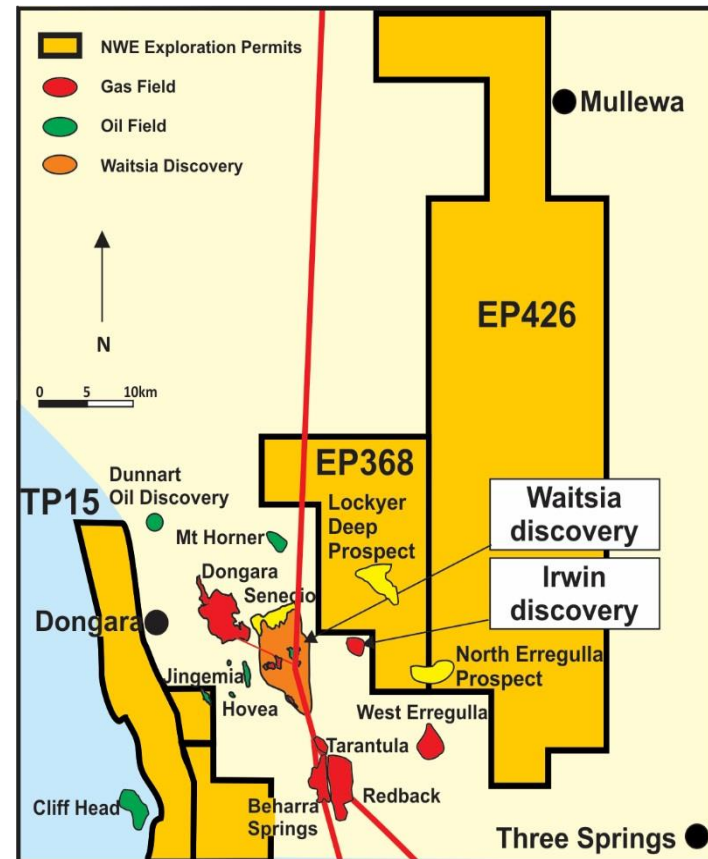 NWE Exploration Permits
Gas Field
Oil Field
Waitsia Discovery
Mullewa
N
EP426
0 5 10km
EP368
Dunnart
Oil Discovery
TP15
Lockyer
Deep
Prospect
Waitsia
discovery
Mt Horner
Dongara
Senecio
Irwin
discovery
Dongara
North Erregulla
Prospect
Jingemia
Hovea
West Erregulla
Tarantula
Cliff Head
Beharra
Springs
Redback
Three Springs